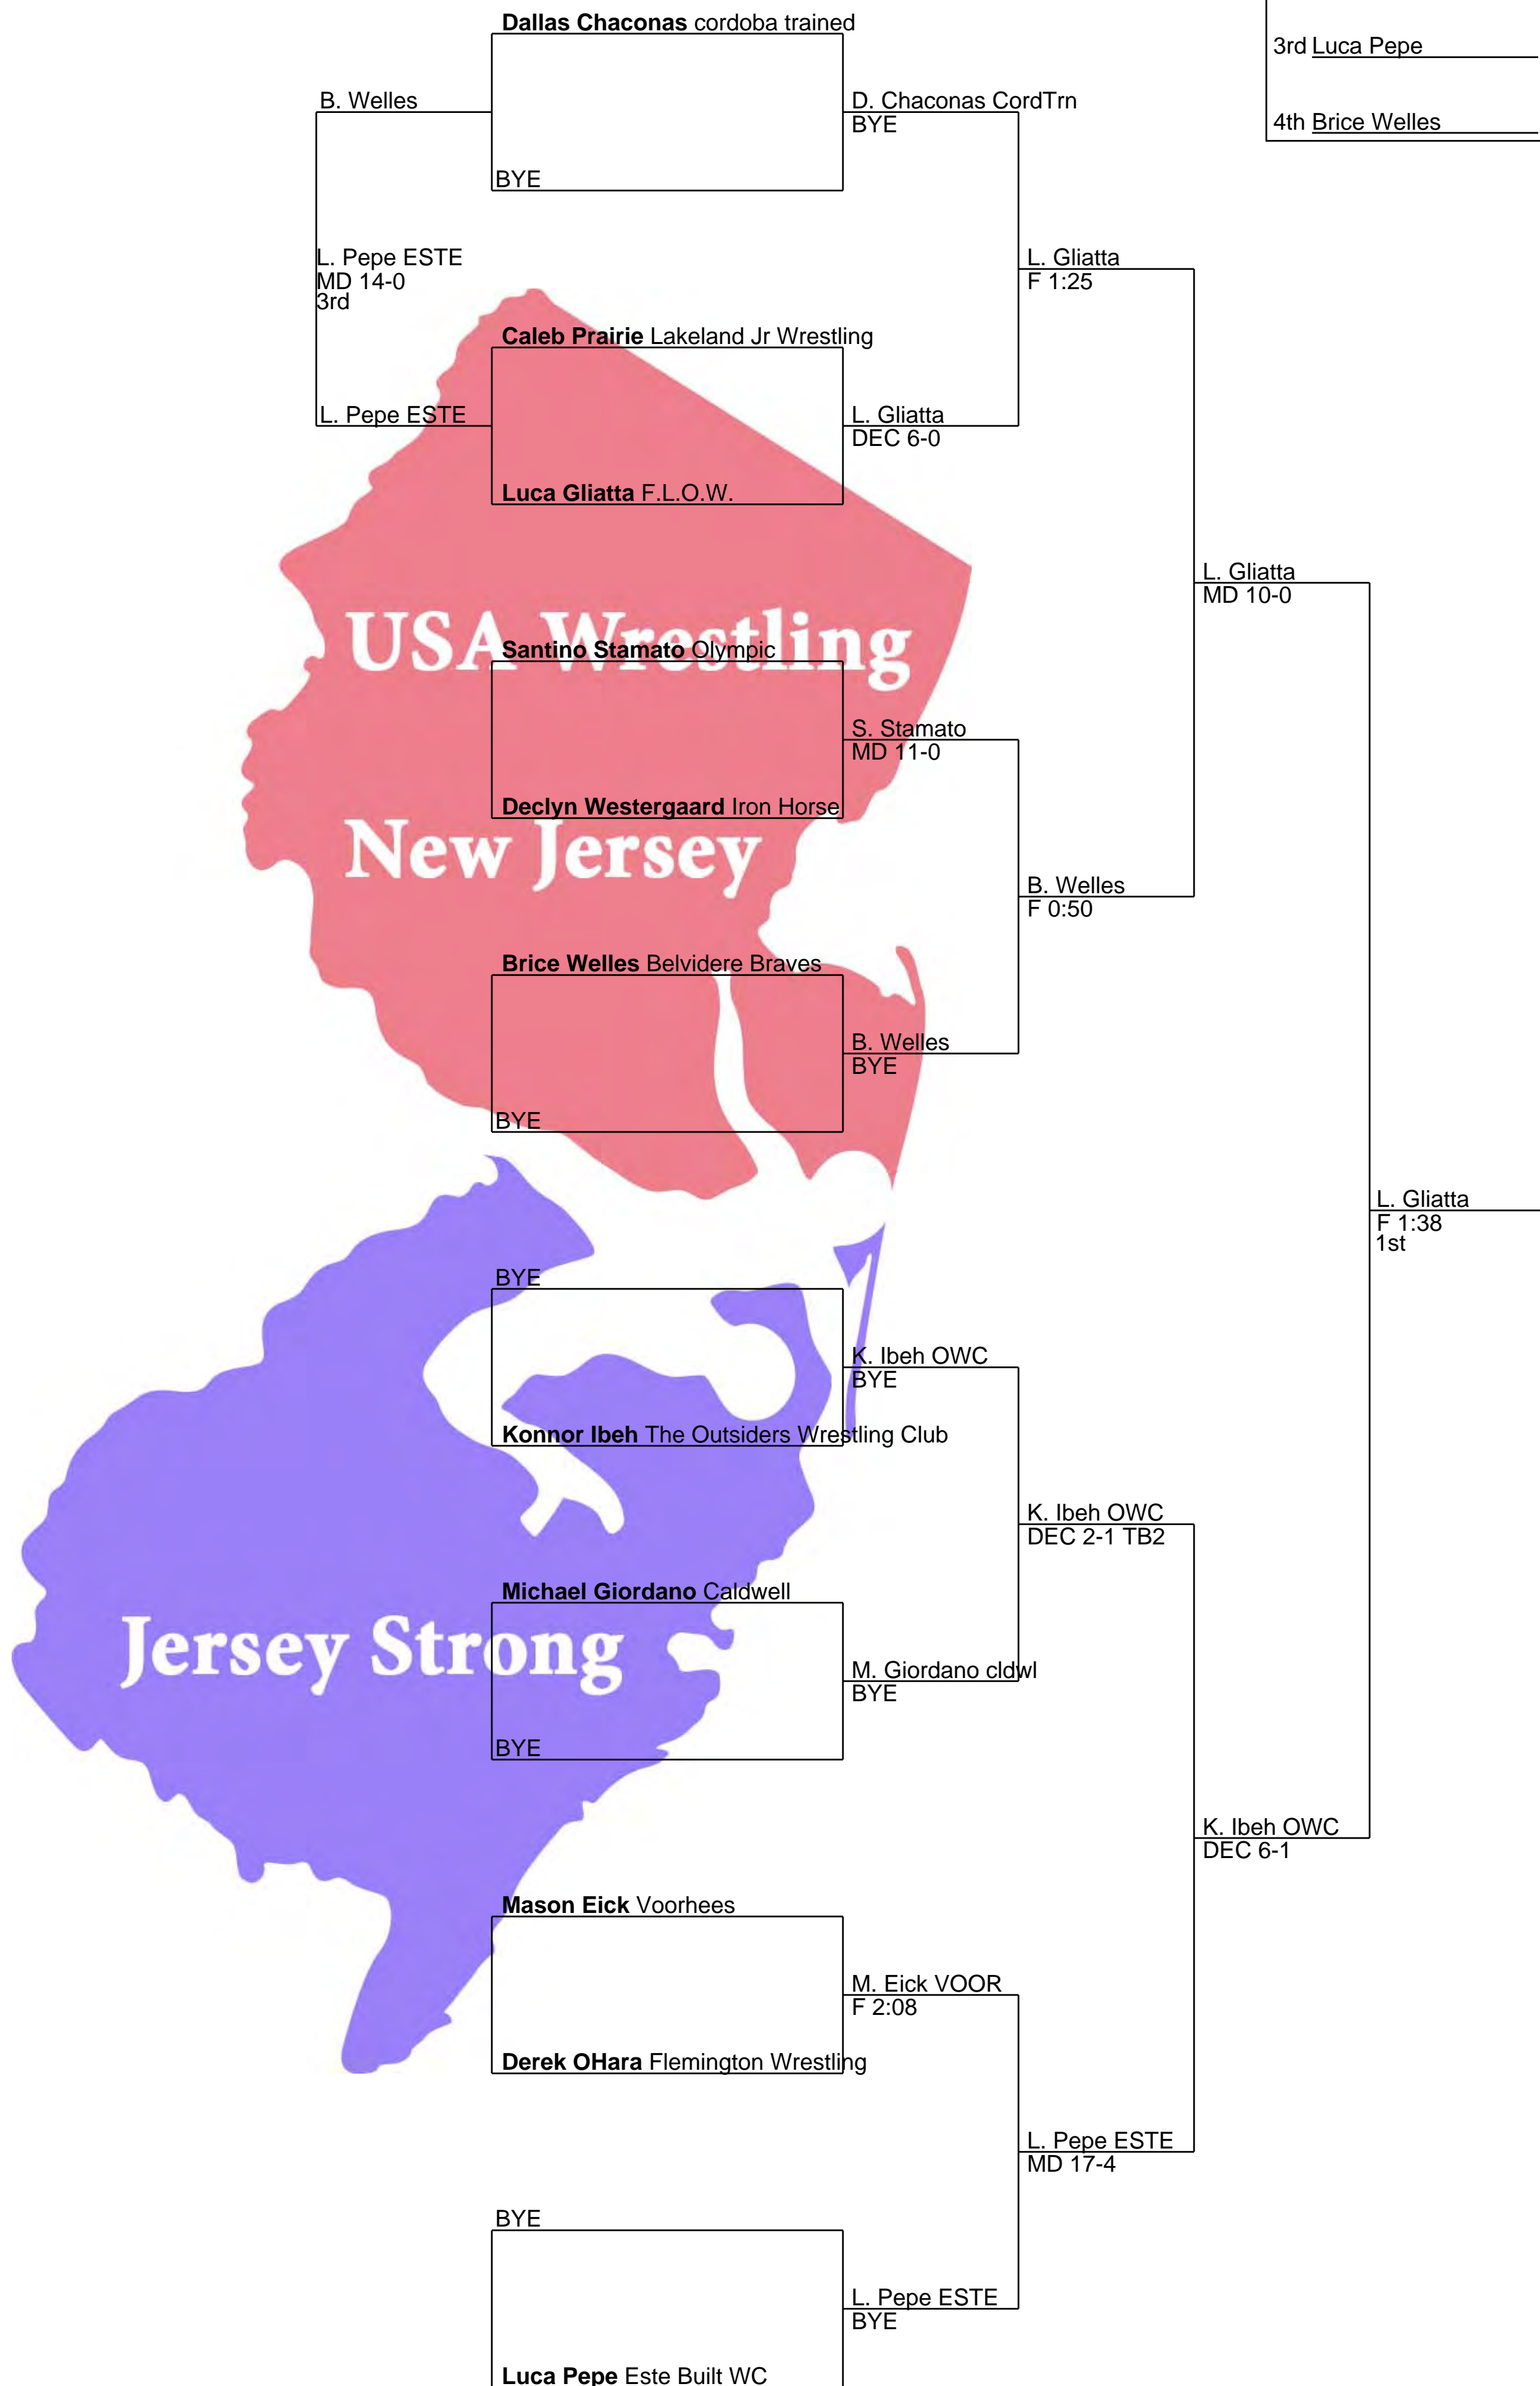 Dallas Chaconas cordoba trained
3rd Luca Pepe
B. Welles
D. Chaconas CordTrn
BYE
4th Brice Welles
BYE
L. Pepe ESTE
MD 14-0
3rd
L. Gliatta
F 1:25
Caleb Prairie Lakeland Jr Wrestling
L. Pepe ESTE
L. Gliatta
DEC 6-0
Luca Gliatta F.L.O.W.
L. Gliatta
MD 10-0
USA Wrestling
Santino Stamato Olympic
S. Stamato
MD 11-0
Declyn Westergaard Iron Horse
New Jersey
B. Welles
F 0:50
Brice Welles Belvidere Braves
B. Welles
BYE
BYE
L. Gliatta
F 1:38
1st
BYE
K. Ibeh OWC
BYE
Konnor Ibeh The Outsiders Wrestling Club
K. Ibeh OWC
DEC 2-1 TB2
Michael Giordano Caldwell
Jersey Strong
M. Giordano cldwl
BYE
BYE
K. Ibeh OWC
DEC 6-1
Mason Eick Voorhees
M. Eick VOOR
F 2:08
Derek OHara Flemington Wrestling
L. Pepe ESTE
MD 17-4
BYE
L. Pepe ESTE
BYE
Luca Pepe Este Built WC